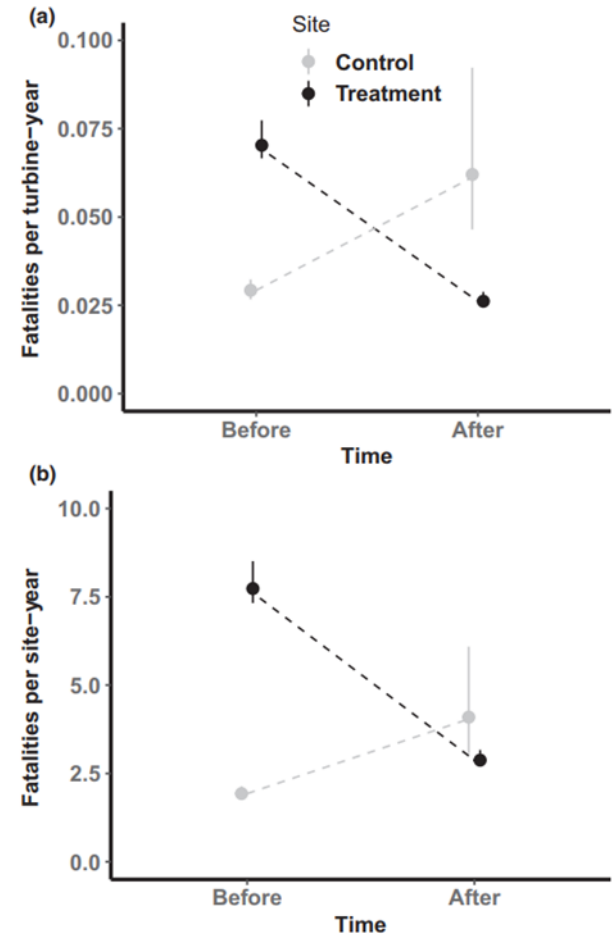 (a)
Site
Control
Treatment
Fatalities per turbine−year
0.100
0.075
0.050
0.025
0.000
Before
After
Time
(b)
Fatalities per site−year
10.0
7.5
5.0
2.5
0.0
Before
After
Time